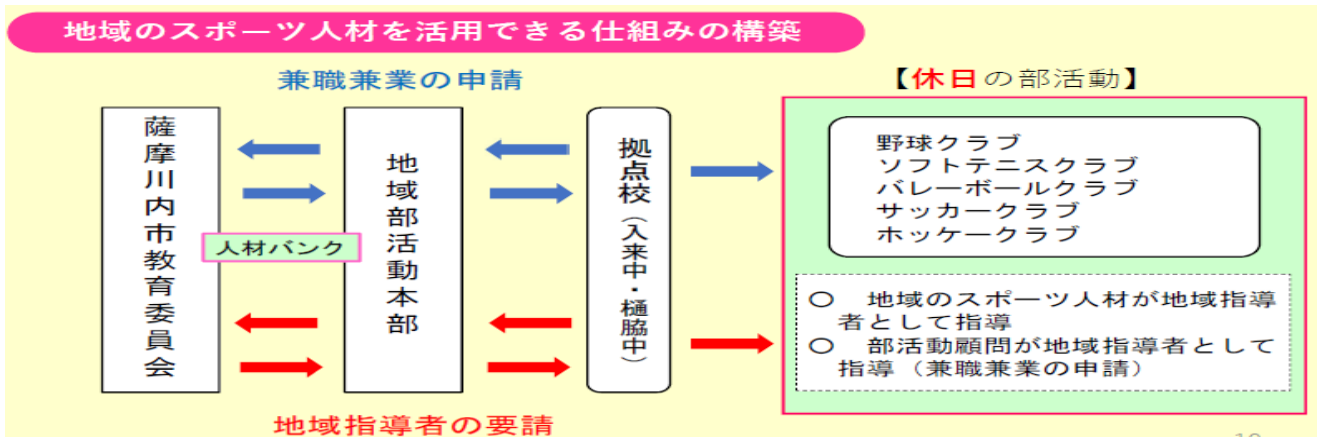 地域のスポーツ人材を活用できる仕組みの構築
兼職兼業の申請
【休日の部活動】
薩摩川内市教育委員会
人材バンク
地域部活動本部
拠点校（入来中・樋脇中）
野球クラブ
ソフトテニスクラブ
バレーボールクラブ
サッカークラブ
ホッケークラブ
〇　地域のスポーツ人材が地域指導
者として指導
〇　部活動顧問が地域指導者として
指導（兼職兼業の申請）
地域指導者の要請